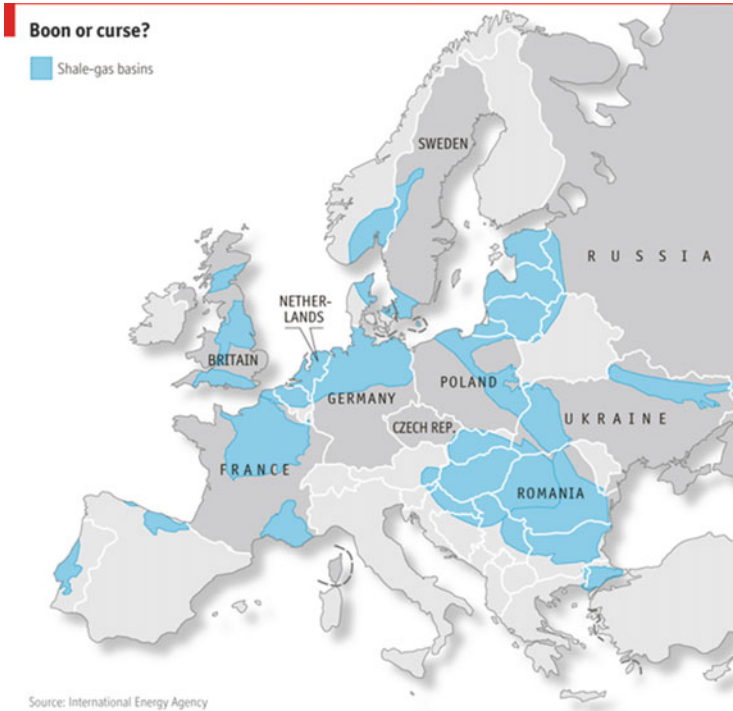 Boon or curse?
Shale-gas basins
SWEDEN
RUSSIA
NETHER-
LANDS
BRITAIN
POLAND
GERMANY
UKRAINE
CZECH REP.
FRANCE
ROMANIA
Source: International Energy Agency